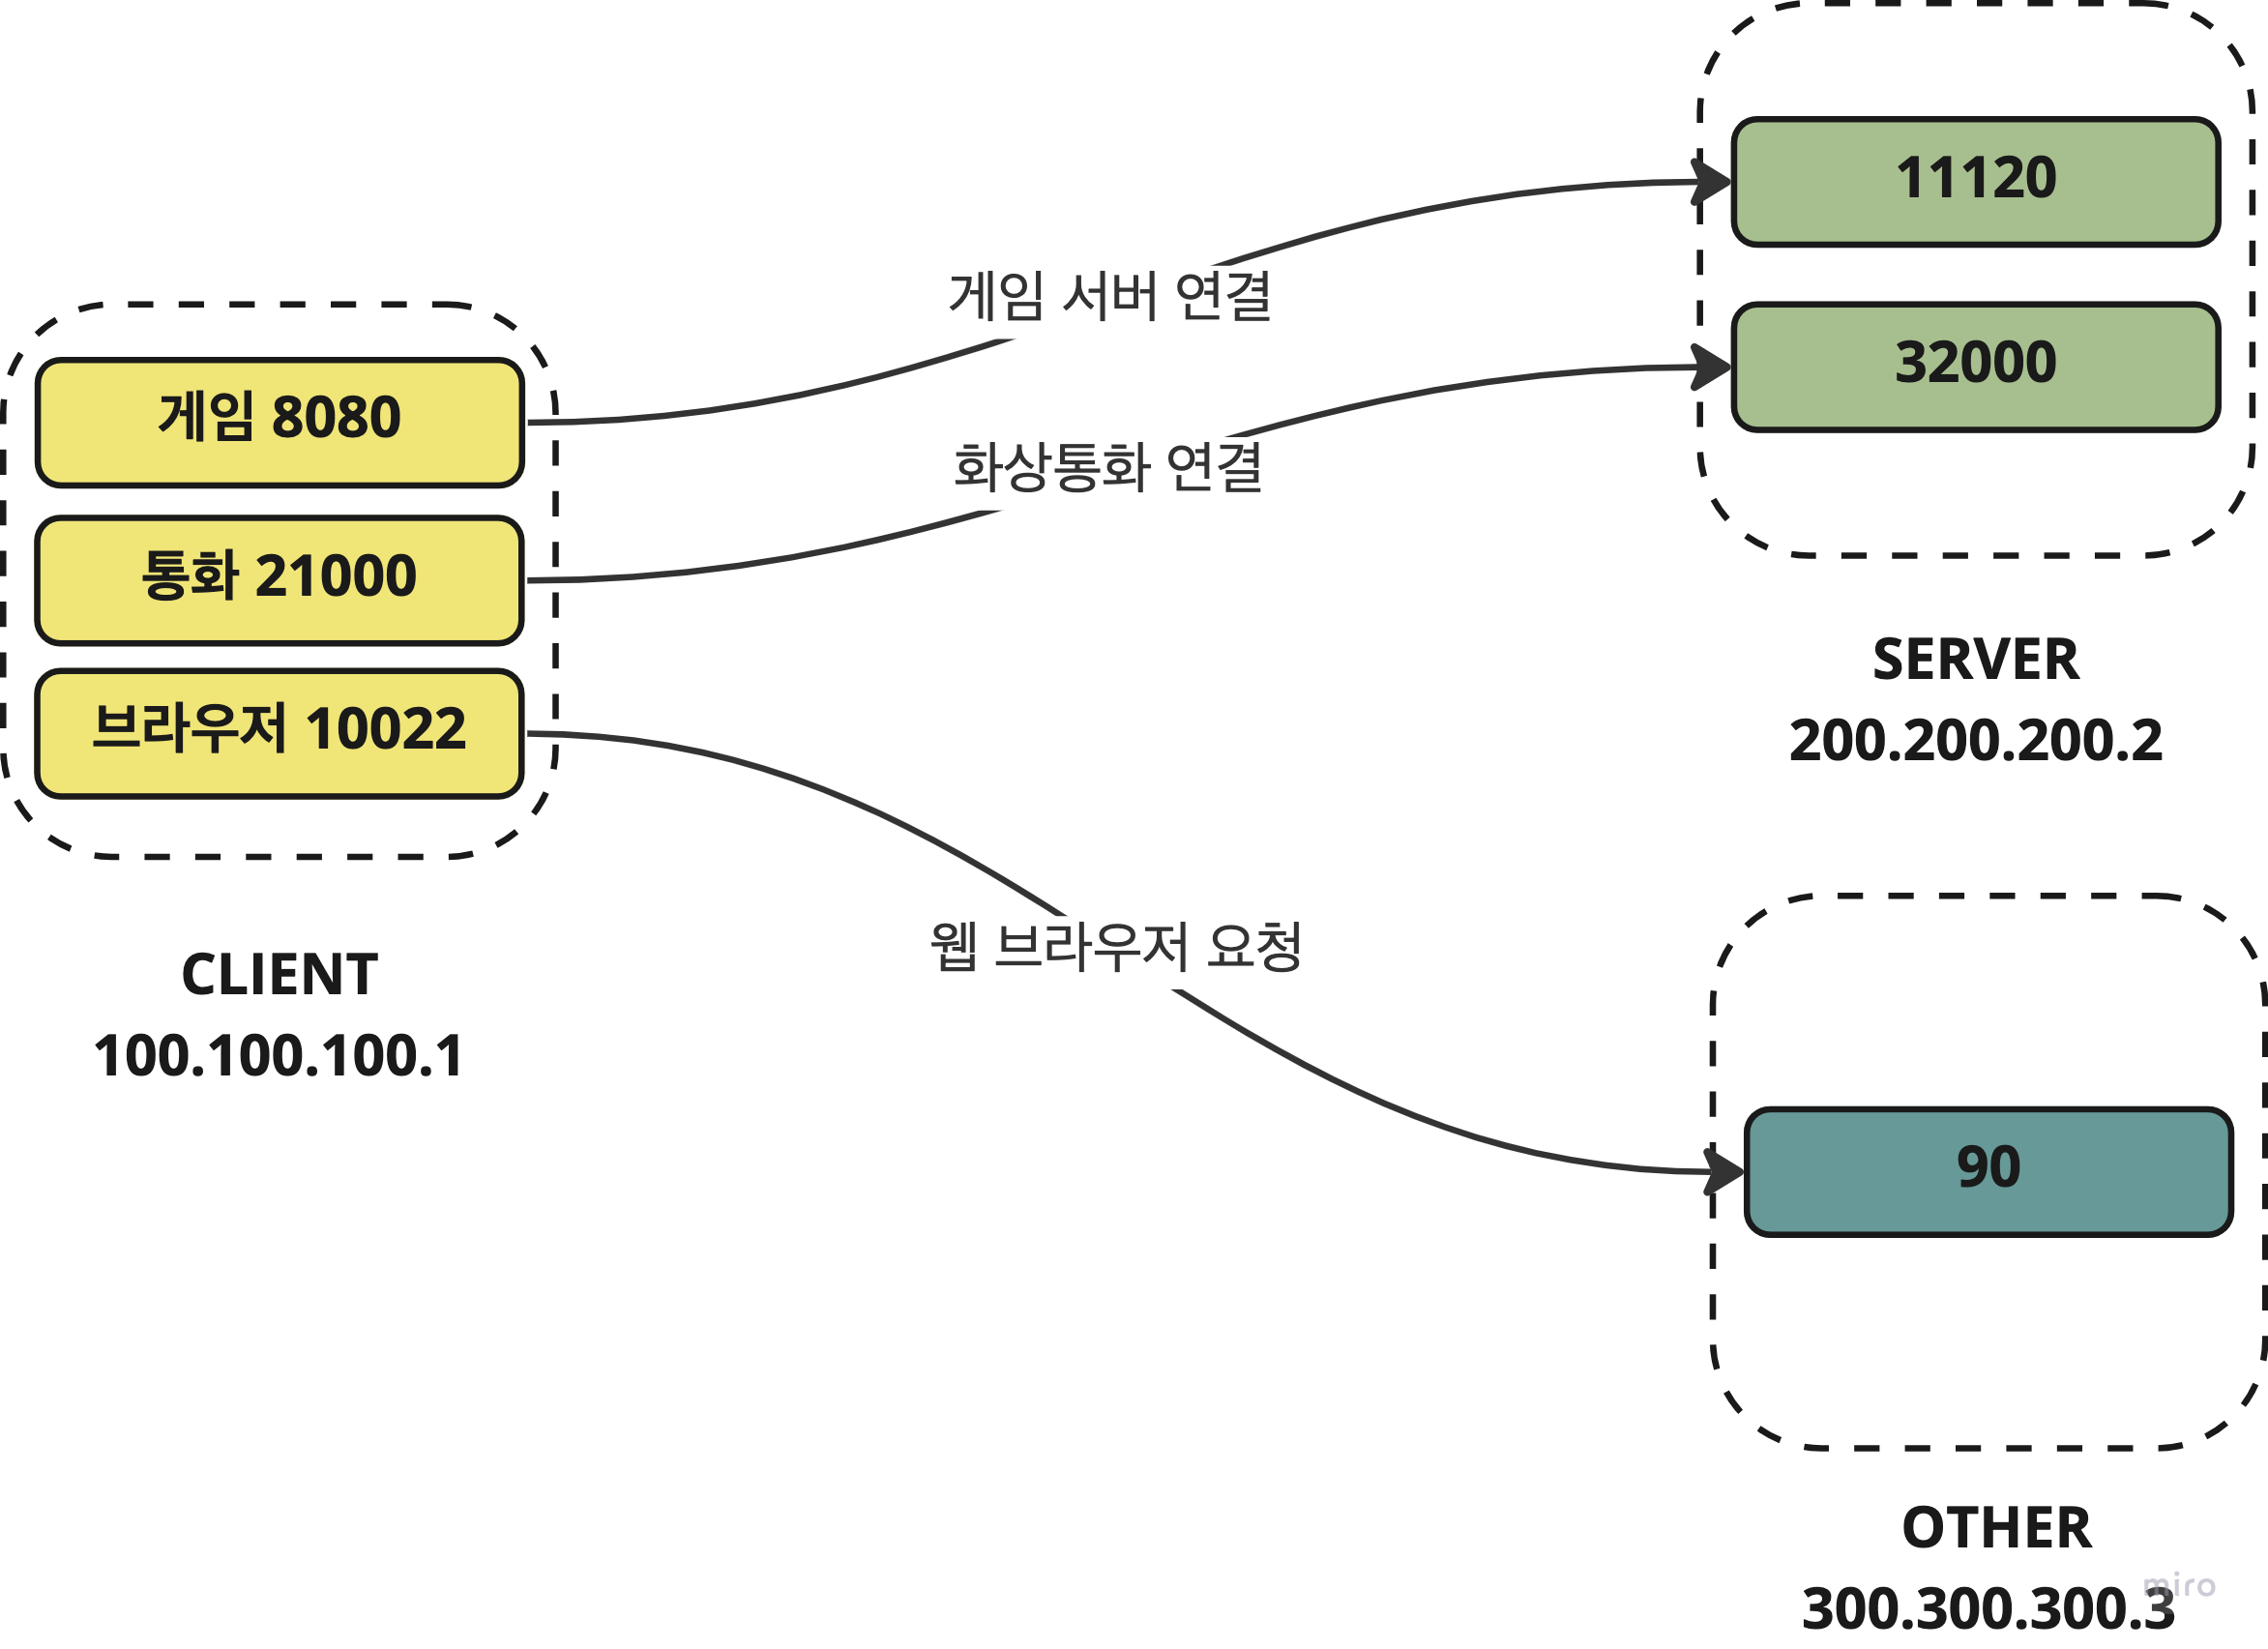 게임 8080
통화 21000
브라우저 10022
CLIENT
100.100.100.1
게임 서버 연결
화상통화 연결
웹 브라우저 요청
11120
32000
SERVER
200.200.200.2
90
OTHER
300.300.300.3
miro